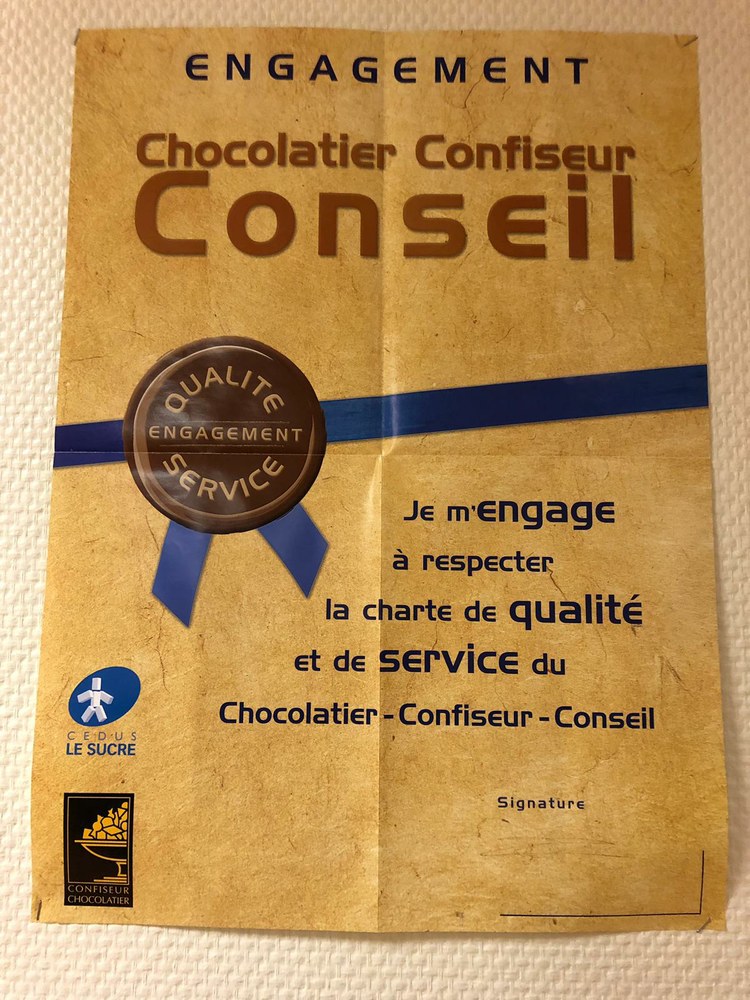 ENGAGEMENT
Chocolatier Confiseur
Conseil
QUALITE
ENGAGEMENT
SERVICE
Je m'engage
à respecter
la charte de qualité
et de service du
Chocolatier-Confiseur-Conseil
CEDUS
LE SUCRE
Signature
CONFISEUR
CHOCOLATIER